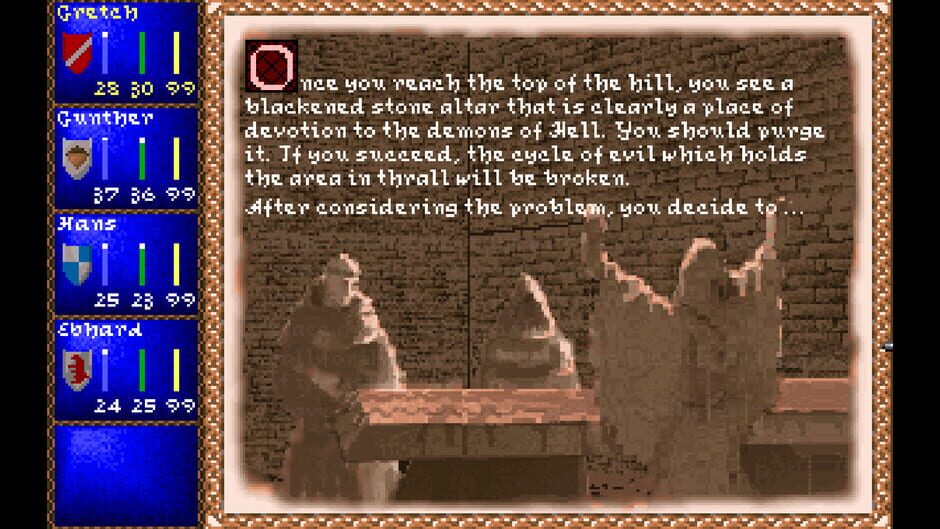 Gretch
28 30 99
Gunther
37 36 99
Hans
25 23 99
Ebhard
24 25 99
Once you reach the top of the hill, you see a
blackened stone altar that is clearly a place of
devotion to the demons of Hell. You should purge
it. If you succeed, the cycle of evil which holds
the area in thrall will be broken.
After considering the problem, you decide to...